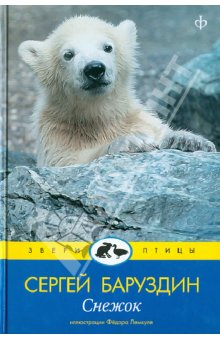 ф
ЗВЕРИ ПТИЦЫ
СЕРГЕЙ БАРУЗДИН
Снежок
иллюстрации Фёдора Лемкуля